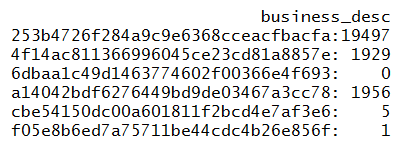 business_desc
253b4726f284a9c9e6368cceacfbacfa:19497
4f14ac811366996045ce23cd81a8857e: 1929
6dbaa1c49d1463774602f00366e4f693: 0
a14042bdf6276449bd9de03467a3cc78: 1956
cbe54150dc00a601811f2bcd4e7af3e6: 5
f05e8b6ed7a75711be44cdc4b26e856f: 1